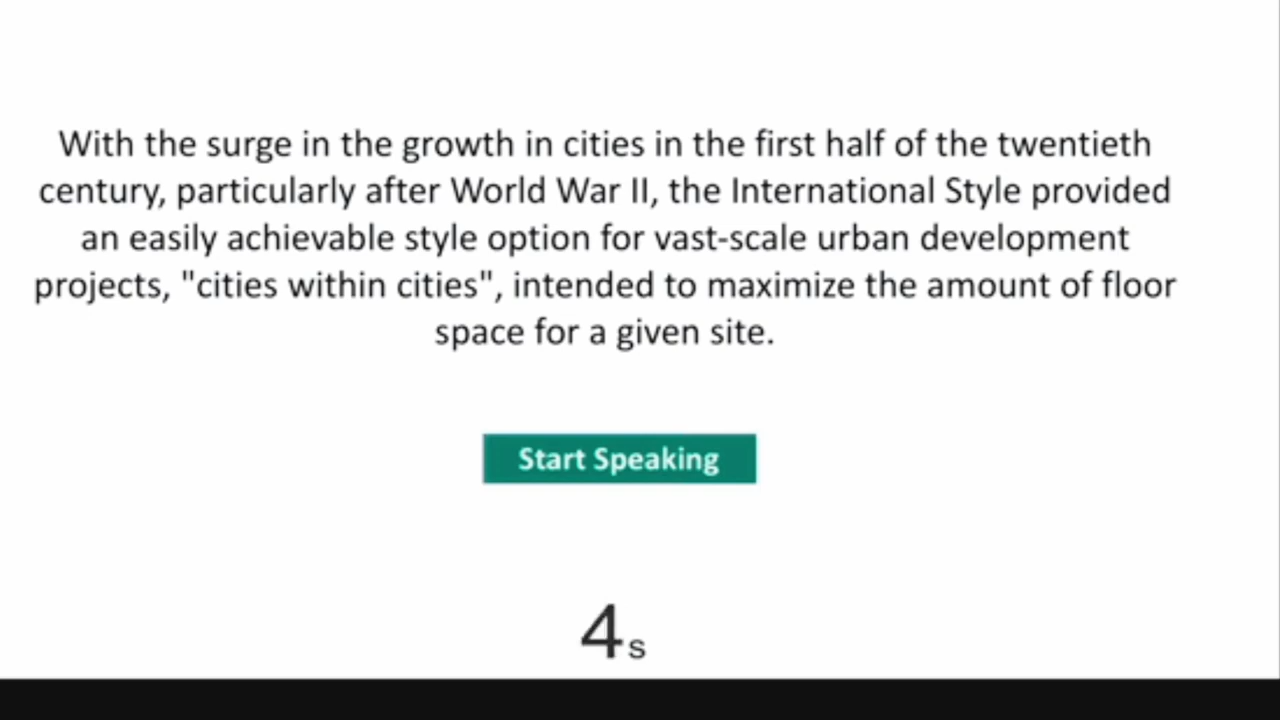 With the surge in the growth in cities in the first half of the twentieth
century, particularly after World War II, the International Style provided
an easily achievable style option for vast-scale urban development
projects, "cities within cities", intended to maximize the amount of floor
space for a given site.
Start Speaking
4s